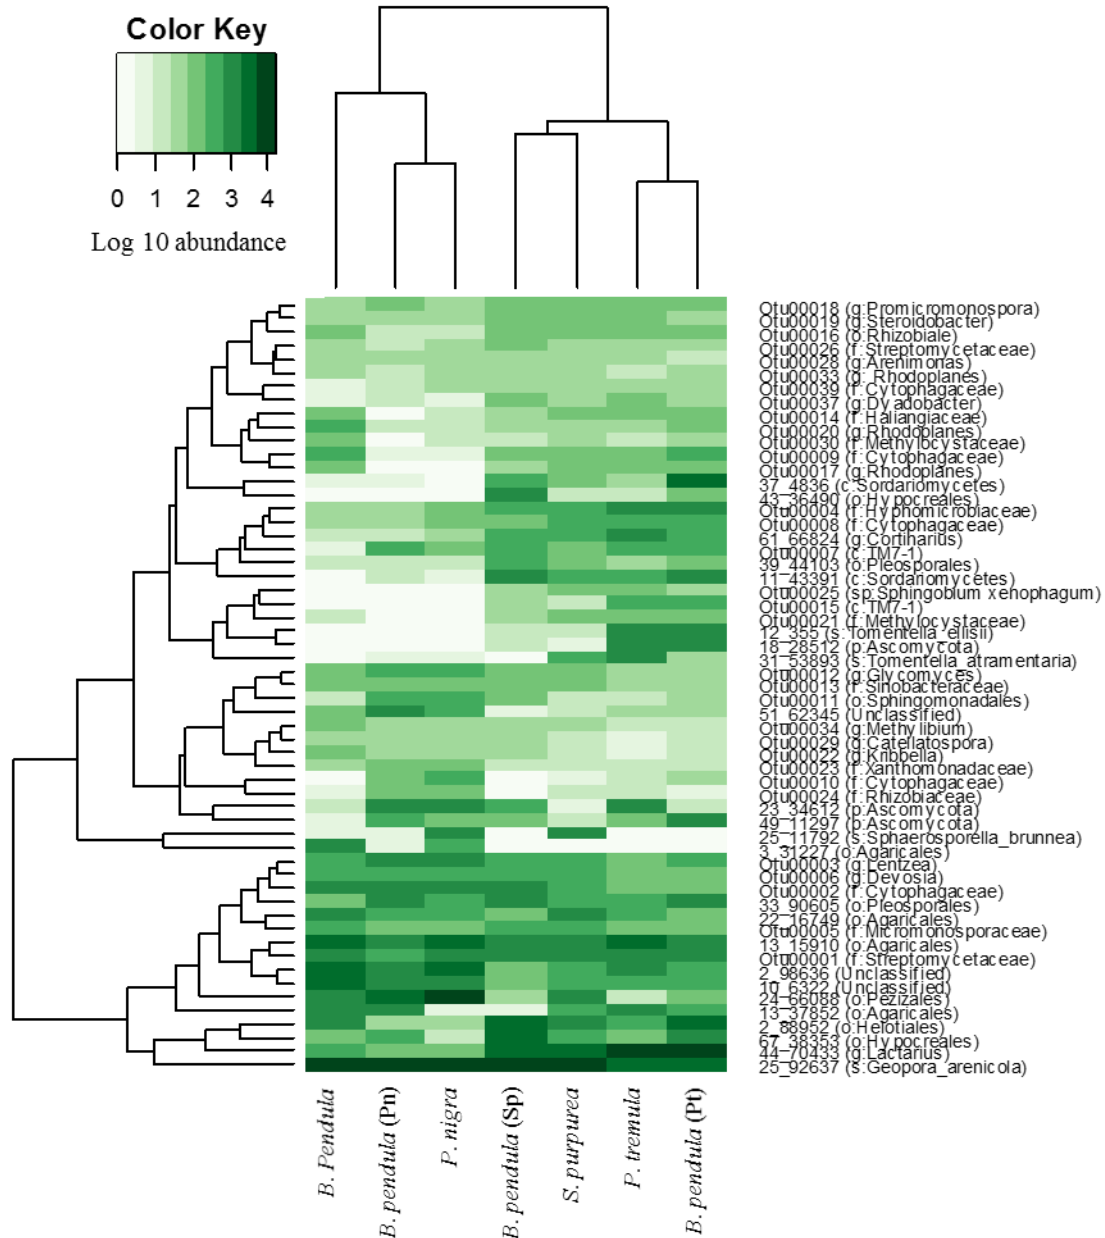 Color Key
0 1 2 3 4
Log 10 abundance
Otu00018 (g:Promicromonospora)
Otu00019 (g:Steroidobacter)
Otu00016 (o:Rhizobiale)
Otu00026 (f:Streptomycetaceae)
Otu00028 (g:Arenimonas)
Otu00033 (g: Rhodoplanes)
Otu00039 (f:Cytophagaceae)
Otu00037 (g:Dyadobacter)
Otu00014 (f:Haliangiaceae)
Otu00020 (g:Rhodoplanes)
Otu00030 (f:Methylocystaceae)
Otu00009 (f:Cytophagaceae)
Otu00017 (g:Rhodoplanes)
37_4836 (c:Sordariomycetes)
43_36490 (o:Hypocreales)
Otu00004 (f:Hyphomicrobiaceae)
Otu00008 (f:Cytophagaceae)
61_66824 (g:Cortinarius)
Otu00007 (c:TM7-1)
39_44103 (o:Pleosporales)
11_43391 (c:Sordariomycetes)
Otu00025 (sp:Sphingobium xenophagum)
Otu00015 (c:TM7-1)
Otu00021 (f:Methylocystaceae)
12_355 (s:Tomentella_ellisii)
18_28512 (p:Ascomycota)
31_53893 (s:Tomentella_atramentaria)
Otu00012 (g:Glycomyces)
Otu00013 (f:Sinobacteraceae)
Otu00011 (o:Sphingomonadales)
51_62345 (Unclassified)
Otu00034 (g:Methylibium)
Otu00029 (g:Catellatospora)
Otu00022 (g:Kribbella)
Otu00023 (f:Xanthomonadaceae)
Otu00010 (f:Cytophagaceae)
Otu00024 (f:Rhizobiaceae)
23_34612 (p:Ascomycota)
49_11297 (p:Ascomycota)
25_11792 (s:Sphaerosporella_brunnea)
3_31227 (o:Agaricales)
Otu00003 (g:Lentzea)
Otu00006 (g:Devosia)
Otu00002 (f:Cytophagaceae)
33_90605 (o:Pleosporales)
22_16749 (o:Agaricales)
Otu00005 (f:Micromonosporaceae)
13_15910 (o:Agaricales)
Otu00001 (f:Streptomycetaceae)
2_98636 (Unclassified)
10_6322 (Unclassified)
24_66088 (o:Pezizales)
13_37852 (o:Agaricales)
2_88952 (o:Helotiales)
67_38353 (o:Hypocreales)
44_70433 (g:Lactarius)
25_92637 (s:Geopora_arenicola)
B. Pendula
B. pendula (Pn)
P. nigra
B. pendula (Sp)
S. purpurea
P. tremula
B. pendula (Pt)